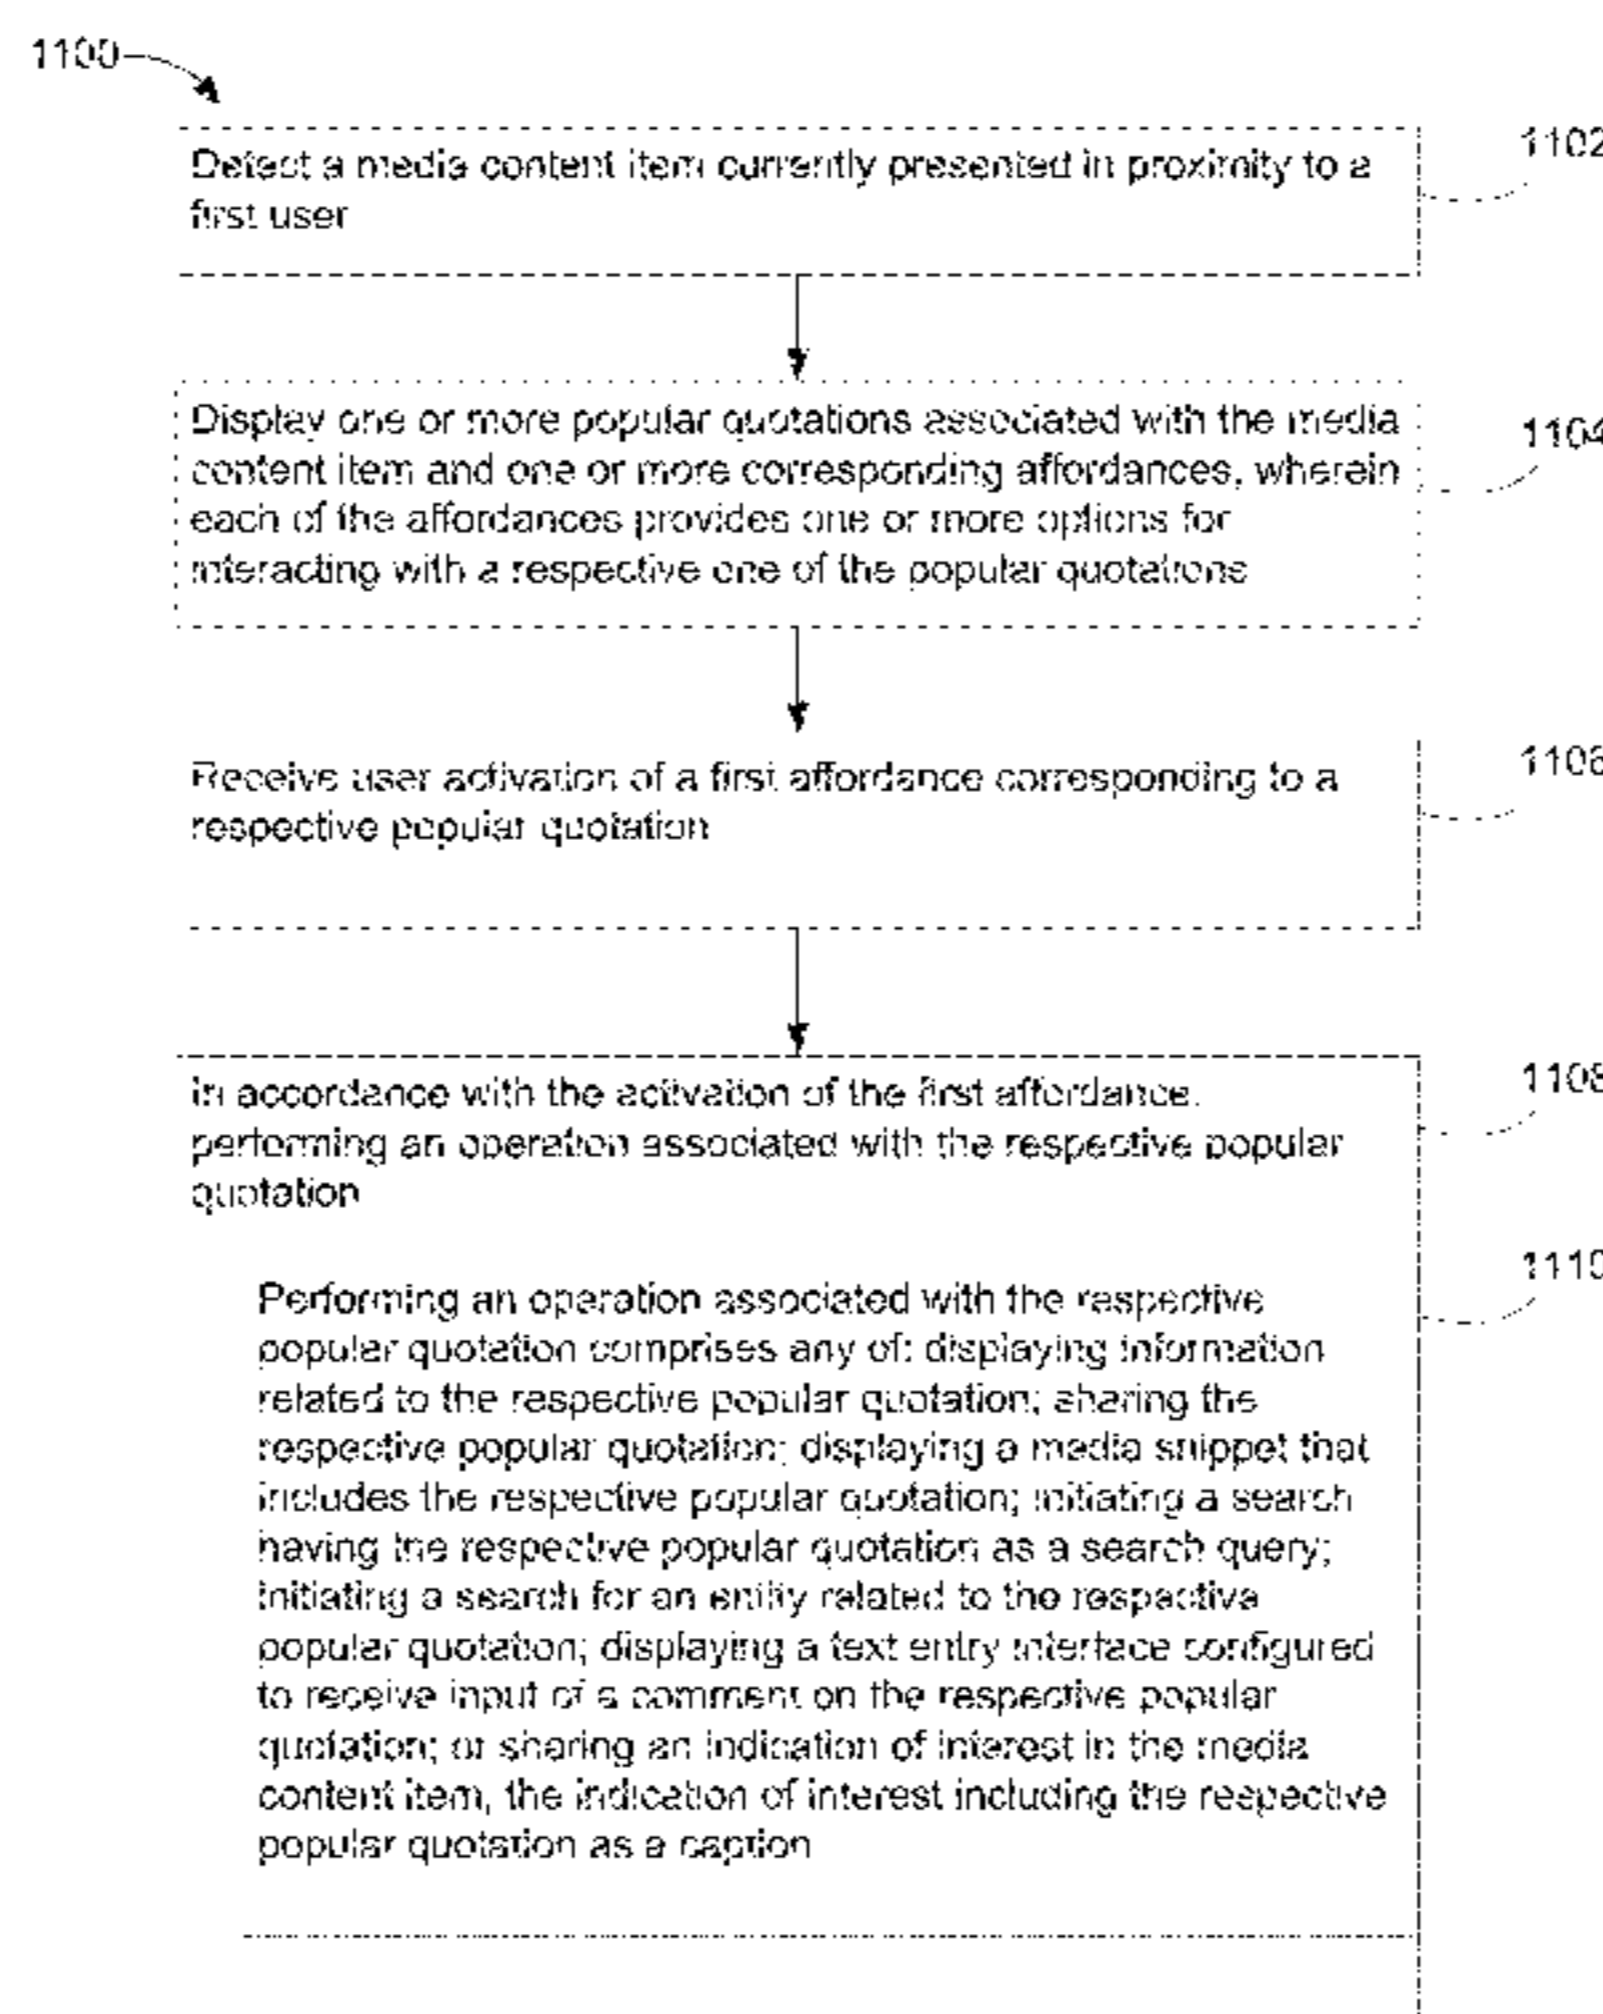 1100
1102
Detect a media content item currently presented in proximity to a
first user
Display one or more popular quotations associated with the media
1104
content item and one or more corresponding affordances, wherein
each of the affordances provides one or more options for
interacting with a respective one of the popular quotations
1106
Receive user activation of a first affordance corresponding to a
respective popular quotation
1108
In accordance with the activation of the first affordance,
performing an operation associated with the respective popular
quotation
1110
Performing an operation associated with the respective
popular quotation comprises any of: displaying information
related to the respective popular quotation; sharing the
respective popular quotation; displaying a media snippet that
includes the respective popular quotation; initiating a search
having the respective popular quotation as a search query;
initiating a search for an entity related to the respective
popular quotation; displaying a text entry interface configured
to receive input of a comment on the respective popular
quotation; or sharing an indication of interest in the media
content item, the indication of interest including the respective
popular quotation as a caption